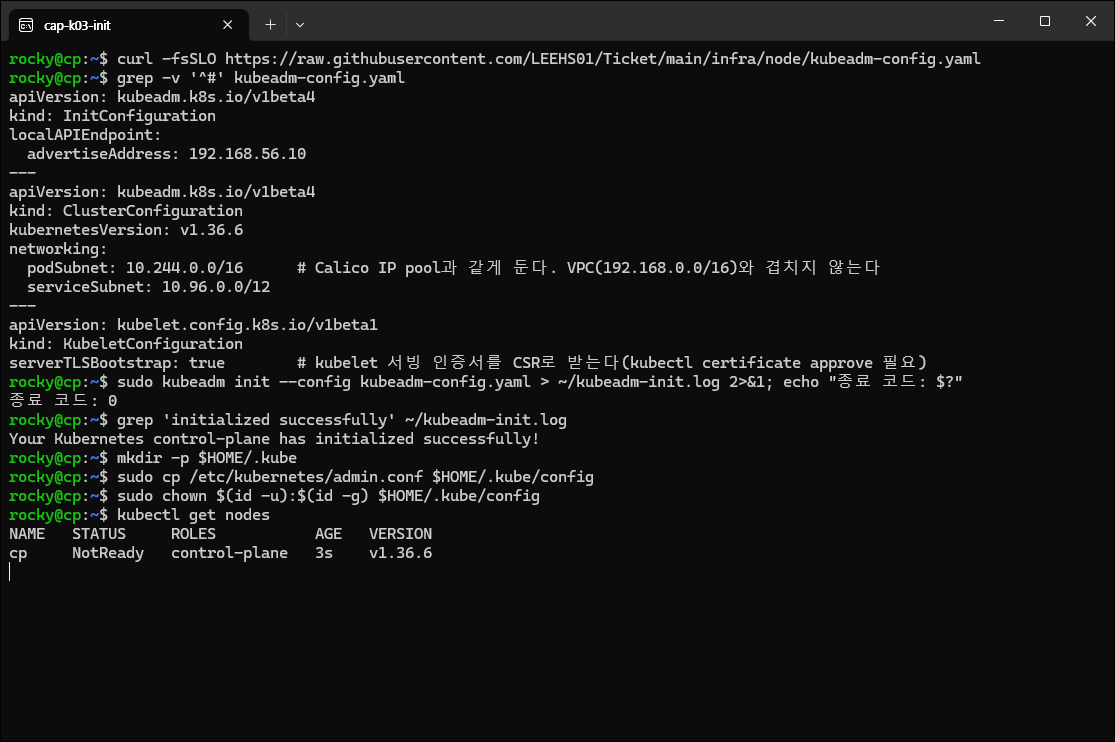 cap-k03-init
rocky@cp:~$ curl -fsSLO https://raw.githubusercontent.com/LEEHS01/Ticket/main/infra/node/kubeadm-config.yaml
rocky@cp:~$ grep -v '^#' kubeadm-config.yaml
apiVersion: kubeadm.k8s.io/v1beta4
kind: InitConfiguration
localAPIEndpoint:
  advertiseAddress: 192.168.56.10
---
apiVersion: kubeadm.k8s.io/v1beta4
kind: ClusterConfiguration
kubernetesVersion: v1.36.6
networking:
  podSubnet: 10.244.0.0/16      # Calico IP pool과 같게 둔다. VPC(192.168.0.0/16)와 겹치지 않는다
  serviceSubnet: 10.96.0.0/12
---
apiVersion: kubelet.config.k8s.io/v1beta1
kind: KubeletConfiguration
serverTLSBootstrap: true        # kubelet 서빙 인증서를 CSR로 받는다(kubectl certificate approve 필요)
rocky@cp:~$ sudo kubeadm init --config kubeadm-config.yaml > ~/kubeadm-init.log 2>&1; echo "종료 코드: $?"
종료 코드: 0
rocky@cp:~$ grep 'initialized successfully' ~/kubeadm-init.log
Your Kubernetes control-plane has initialized successfully!
rocky@cp:~$ mkdir -p $HOME/.kube
rocky@cp:~$ sudo cp /etc/kubernetes/admin.conf $HOME/.kube/config
rocky@cp:~$ sudo chown $(id -u):$(id -g) $HOME/.kube/config
rocky@cp:~$ kubectl get nodes
NAME   STATUS     ROLES           AGE   VERSION
cp     NotReady   control-plane   3s    v1.36.6